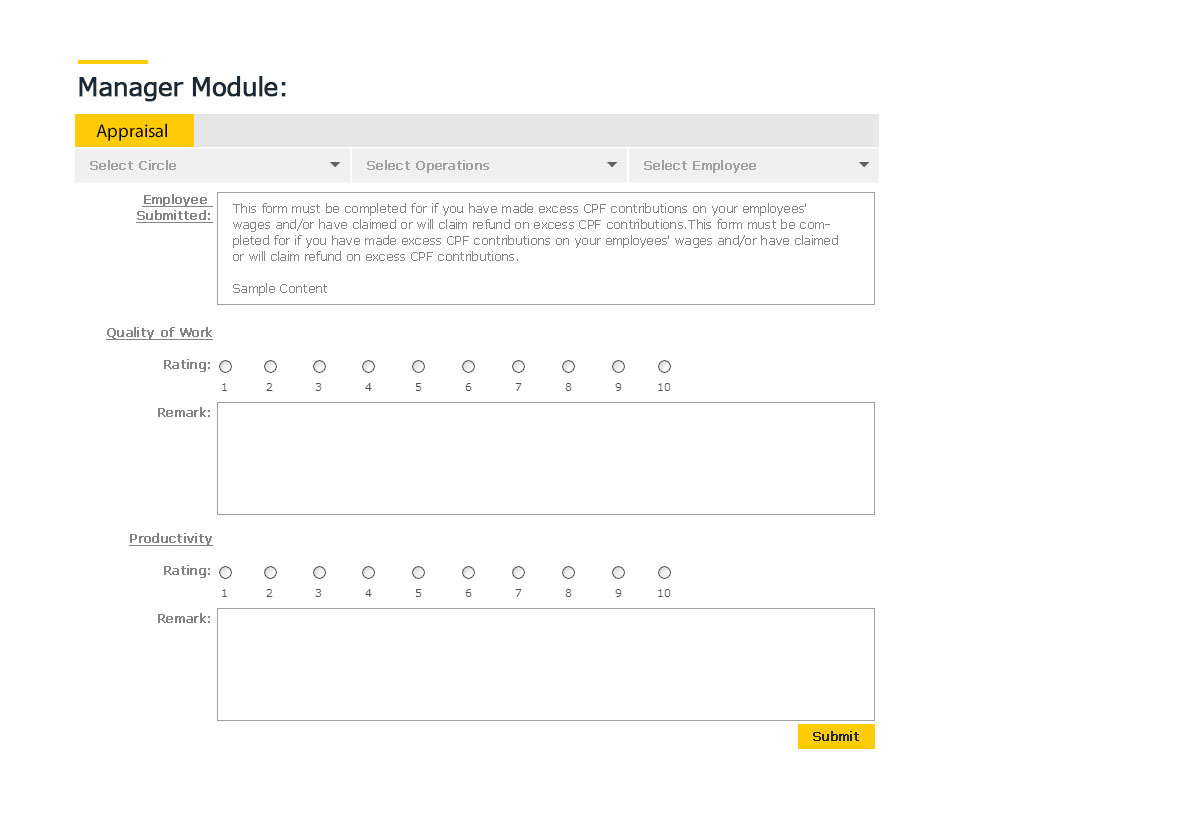 Manager Module:
Appraisal
Select Circle
Select Operations
Select Employee
Employee
Submitted:
This form must be completed for if you have made excess CPF contributions on your employees'
wages and/or have claimed or will claim refund on excess CPF contributions.This form must be com-
pleted for if you have made excess CPF contributions on your employees' wages and/or have claimed
or will claim refund on excess CPF contributions.
Sample Content
Quality of Work
Rating:
1 2 3 4 5 6 7 8 9 10
Remark:
Productivity
Rating:
1 2 3 4 5 6 7 8 9 10
Remark:
Submit